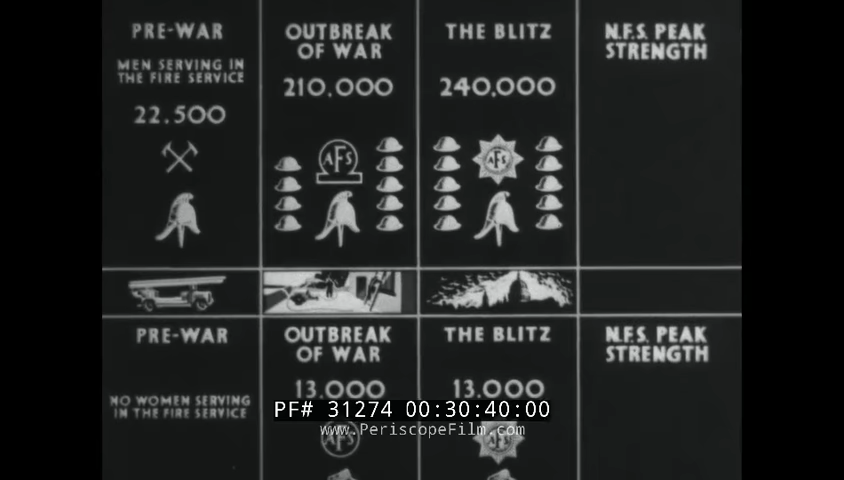 PRE-WAR
MEN SERVING IN
THE FIRE SERVICE
22.500
OUTBREAK
OF WAR
210.000
AFS
THE BLITZ
240,000
AFS
N.F.S. PEAK
STRENGTH
PRE-WAR
NO WOMEN SERVING
IN THE FIRE SERVICE
OUTBREAK
OF WAR
13.000
AFS
THE BLITZ
13.000
AFS
N.F.S. PEAK
STRENGTH
PF# 31274 00:30:40:00
www.PeriscopeFilm.com